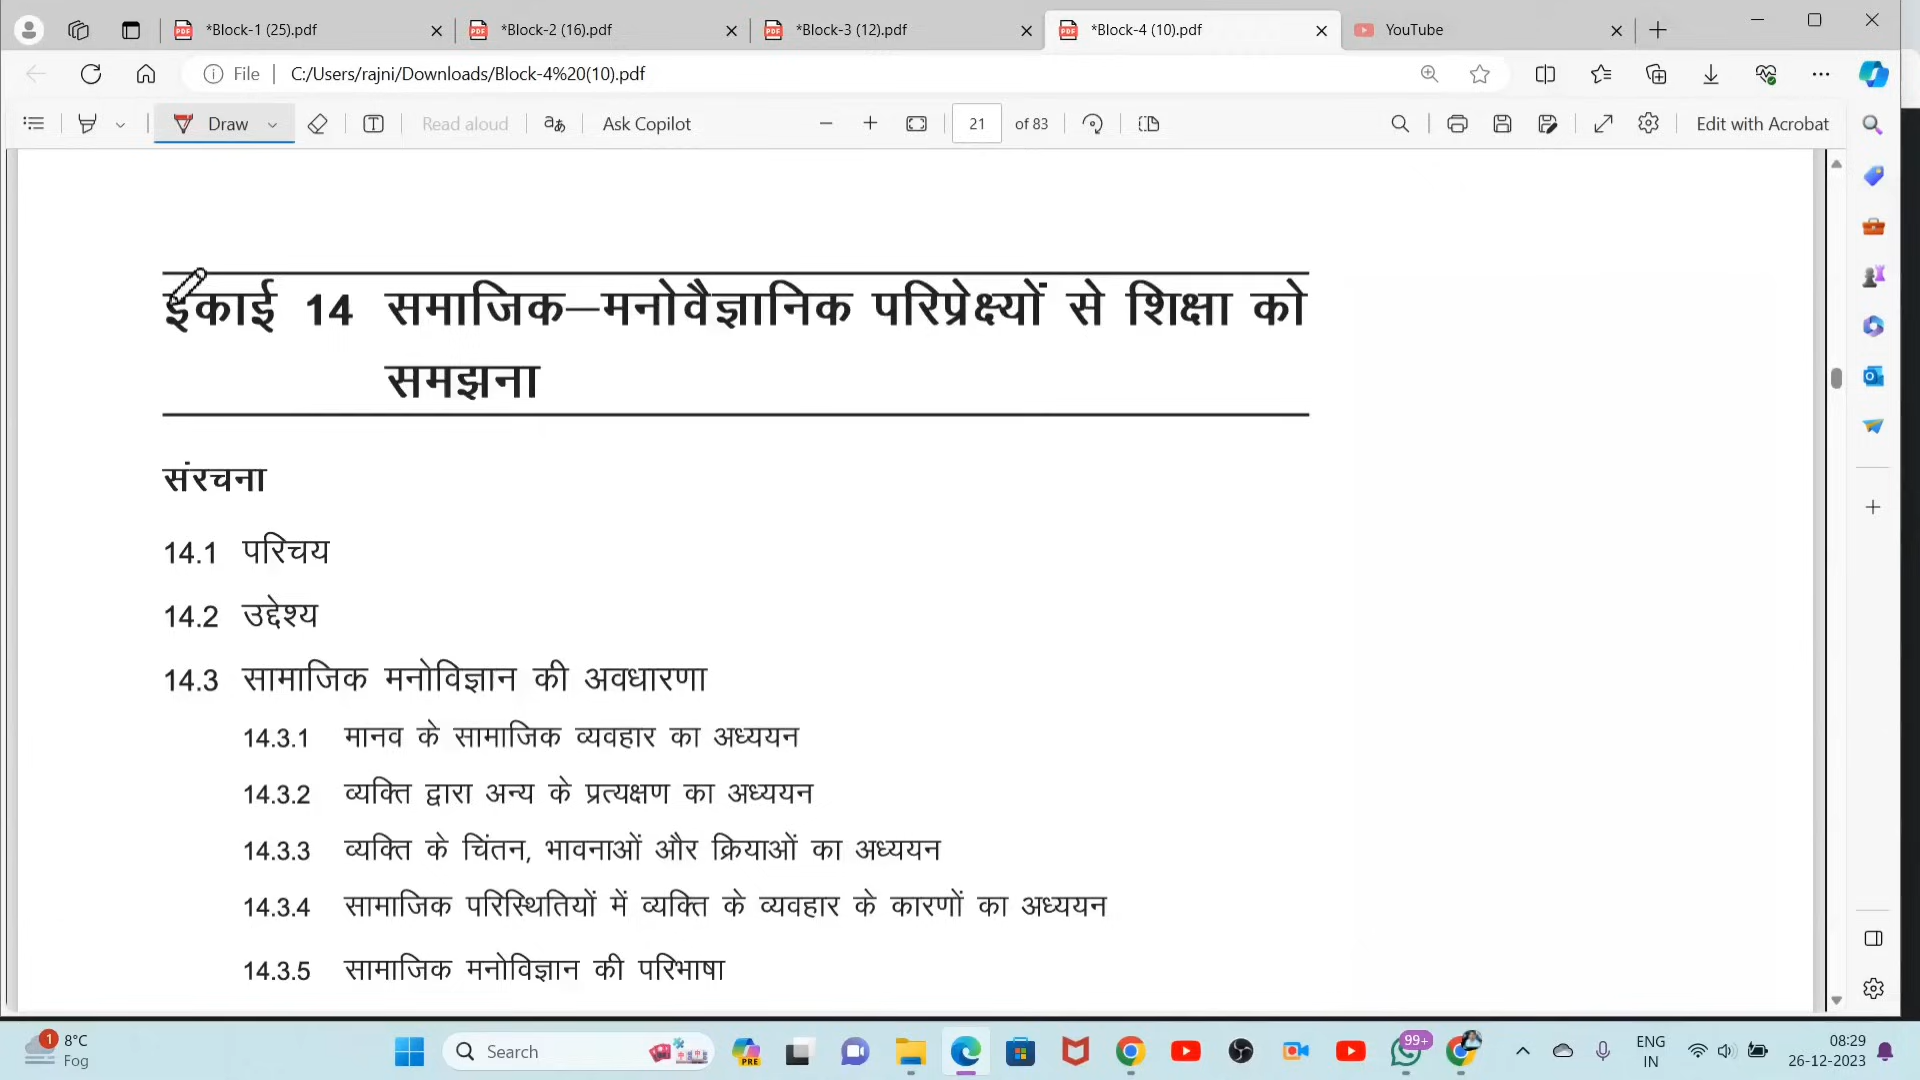 *Block-1 (25).pdf
*Block-2 (16).pdf
*Block-3 (12).pdf
*Block-4 (10).pdf
YouTube
File
C:/Users/rajni/Downloads/Block-4%20(10).pdf
Draw
Read aloud
Ask Copilot
21
of 83
Edit with Acrobat
इकाई 14 समाजिक–मनोवैज्ञानिक परिप्रेक्ष्यों से शिक्षा को
समझना
संरचना
14.1 परिचय
14.2 उद्देश्य
14.3 सामाजिक मनोविज्ञान की अवधारणा
14.3.1 मानव के सामाजिक व्यवहार का अध्ययन
14.3.2 व्यक्ति द्वारा अन्य के प्रत्यक्षण का अध्ययन
14.3.3 व्यक्ति के चिंतन, भावनाओं और क्रियाओं का अध्ययन
14.3.4 सामाजिक परिस्थितियों में व्यक्ति के व्यवहार के कारणों का अध्ययन
14.3.5 सामाजिक मनोविज्ञान की परिभाषा
1
8°C
Fog
Search
PRE
99+
ENG
IN
08:29
26-12-2023